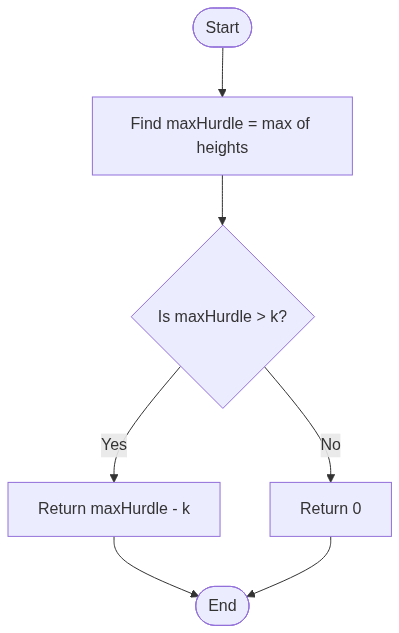 Start
Find maxHurdle = max of
heights
Is maxHurdle > k?
Yes
No
Return maxHurdle - k
Return 0
End